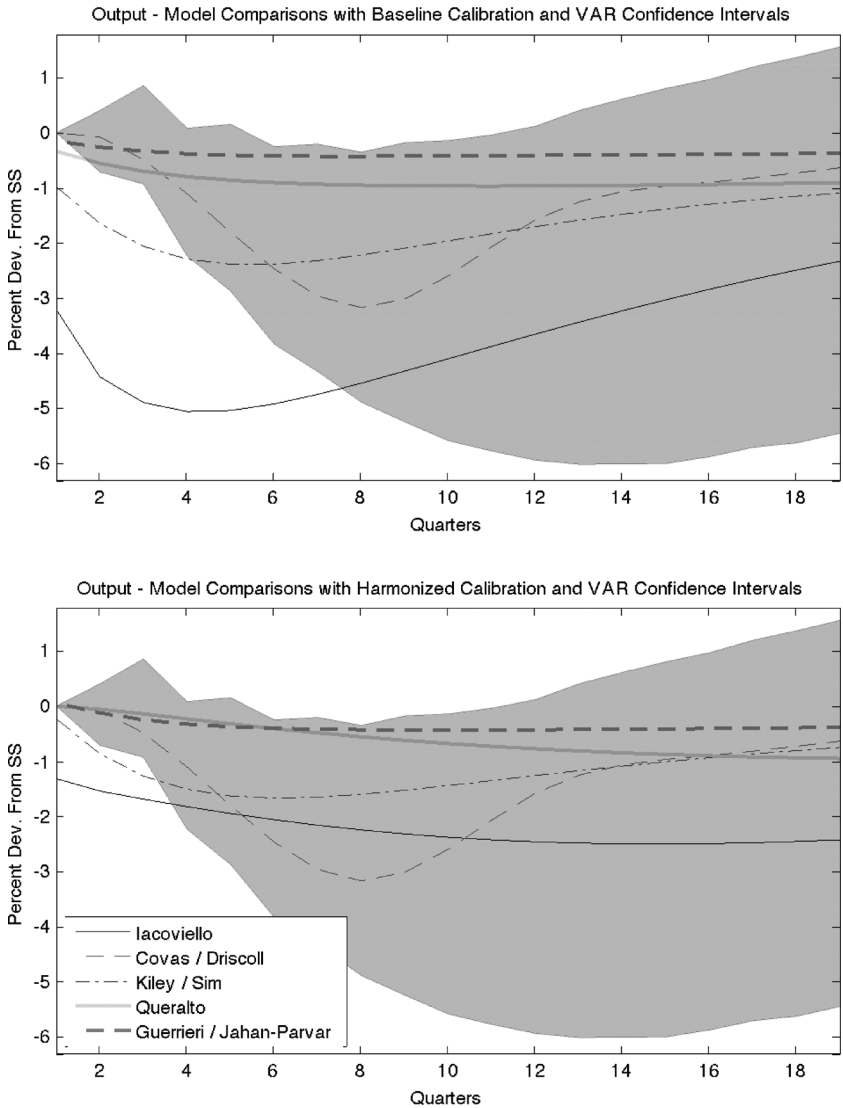 Output - Model Comparisons with Baseline Calibration and VAR Confidence Intervals
1
0
-1
-2
-3
-4
-5
-6
Percent Dev. From SS
2 4 6 8 10 12 14 16 18
Quarters
Output - Model Comparisons with Harmonized Calibration and VAR Confidence Intervals
1
0
-1
-2
-3
-4
-5
-6
Percent Dev. From SS
Iacoviello
Covas / Driscoll
Kiley / Sim
Queralto
Guerrieri / Jahan-Parvar
2 4 6 8 10 12 14 16 18
Quarters